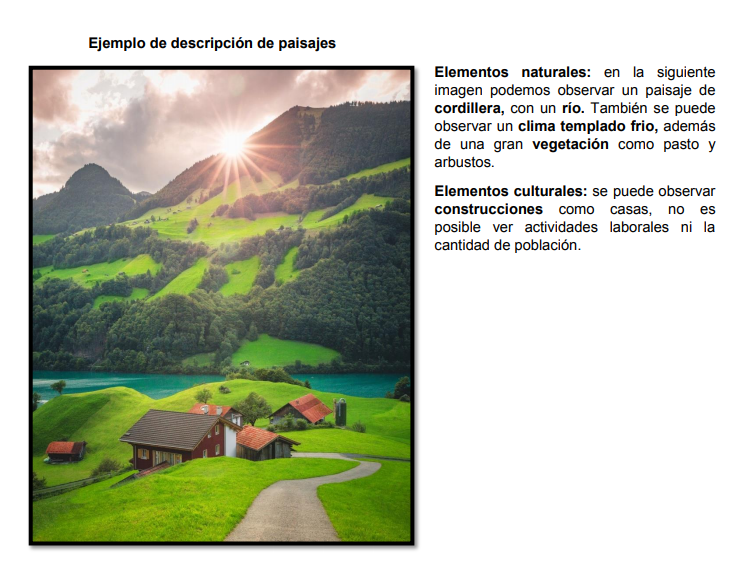 Ejemplo de descripción de paisajes
Elementos naturales: en la siguiente
imagen podemos observar un paisaje de
cordillera, con un río. También se puede
observar un clima templado frio, además
de una gran vegetación como pasto y
arbustos.
Elementos culturales: se puede observar
construcciones como casas, no es
posible ver actividades laborales ni la
cantidad de población.